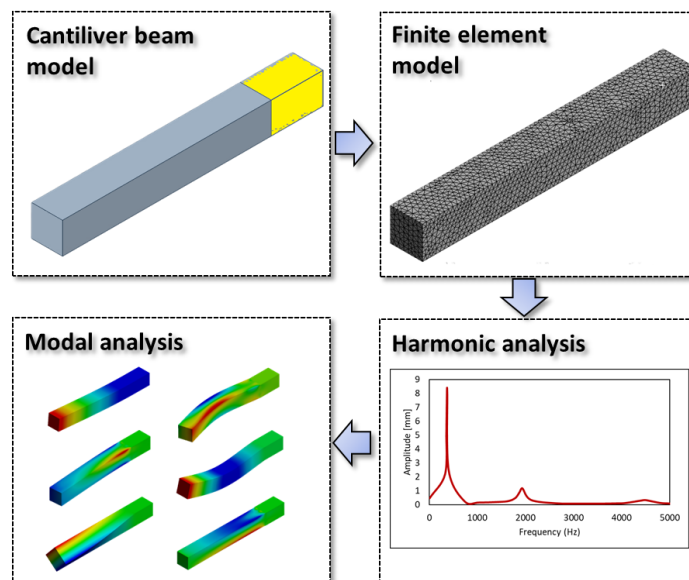 Cantiliver beam
model
Finite element
model
Modal analysis
Harmonic analysis
Amplitude [mm]
9
8
7
6
5
4
3
2
1
0
0 1000 2000 3000 4000 5000
Frequency (Hz)